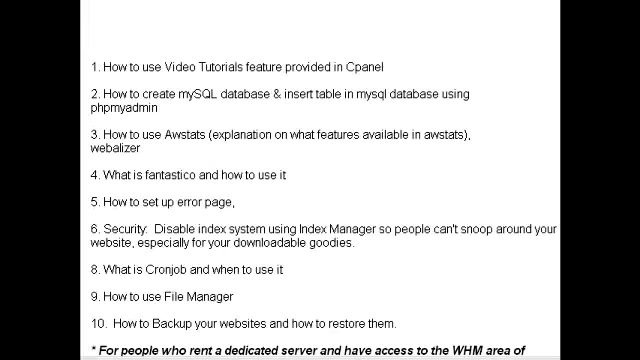 1. How to use Video Tutorials feature provided in Cpanel
2. How to create mySQL database & insert table in mysql database using
phpmyadmin
3. How to use Awstats (explanation on what features available in awstats),
webalizer
4. What is fantastico and how to use it
5. How to set up error page,
6. Security:  Disable index system using Index Manager so people can't snoop around your
website, especially for your downloadable goodies.
8. What is Cronjob and when to use it
9. How to use File Manager
10.  How to Backup your websites and how to restore them.
* For people who rent a dedicated server and have access to the WHM area of